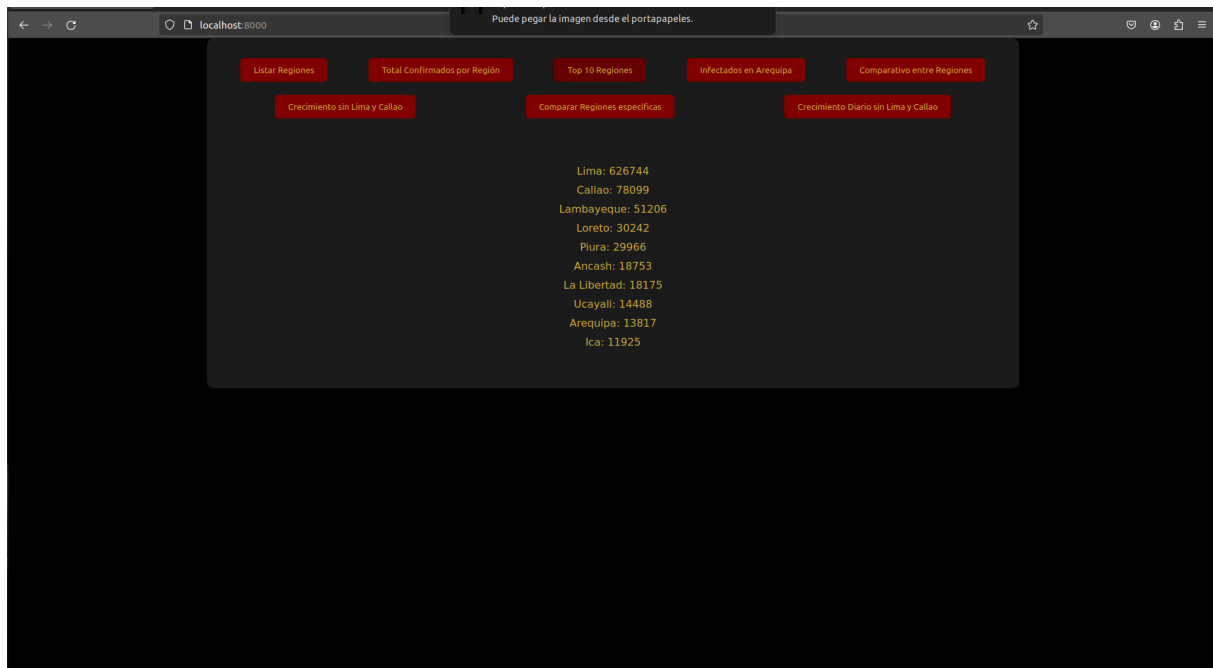 Puede pegar la imagen desde el portapapeles.
localhost:8000
Listar Regiones
Total Confirmados por Región
Top 10 Regiones
Infectados en Arequipa
Comparativo entre Regiones
Crecimiento sin Lima y Callao
Comparar Regiones especificas
Crecimiento Diario sin Lima y Callao
Lima: 626744
Callao: 78099
Lambayeque: 51206
Loreto: 30242
Piura: 29966
Ancash: 18753
La Libertad: 18175
Ucayali: 14488
Arequipa: 13817
Ica: 11925